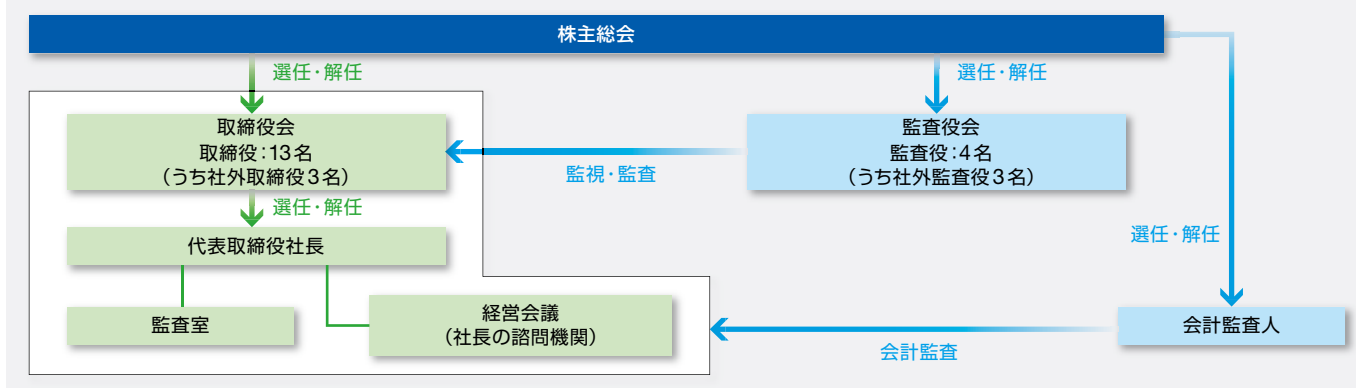 株主総会
選任・解任
選任・解任
取締役会
取締役：13名
（うち社外取締役3名）
監視・監査
監査役会
監査役：4名
（うち社外監査役3名）
選任・解任
代表取締役社長
選任・解任
監査室
経営会議
（社長の諮問機関）
会計監査
会計監査人